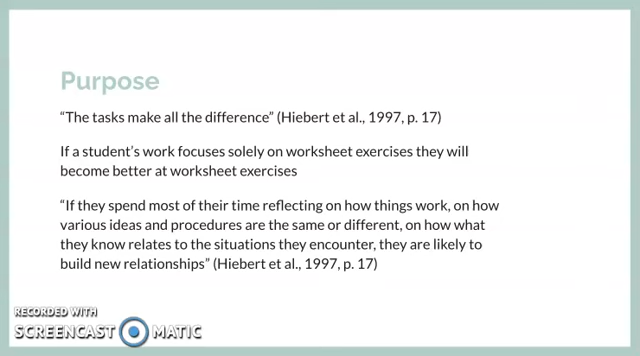 Purpose
“The tasks make all the difference” (Hiebert et al., 1997, p. 17)
If a student’s work focuses solely on worksheet exercises they will
become better at worksheet exercises
“If they spend most of their time reflecting on how things work, on how
various ideas and procedures are the same or different, on how what
they know relates to the situations they encounter, they are likely to
build new relationships” (Hiebert et al., 1997, p. 17)
RECORDED WITH
SCREENCAST MATIC